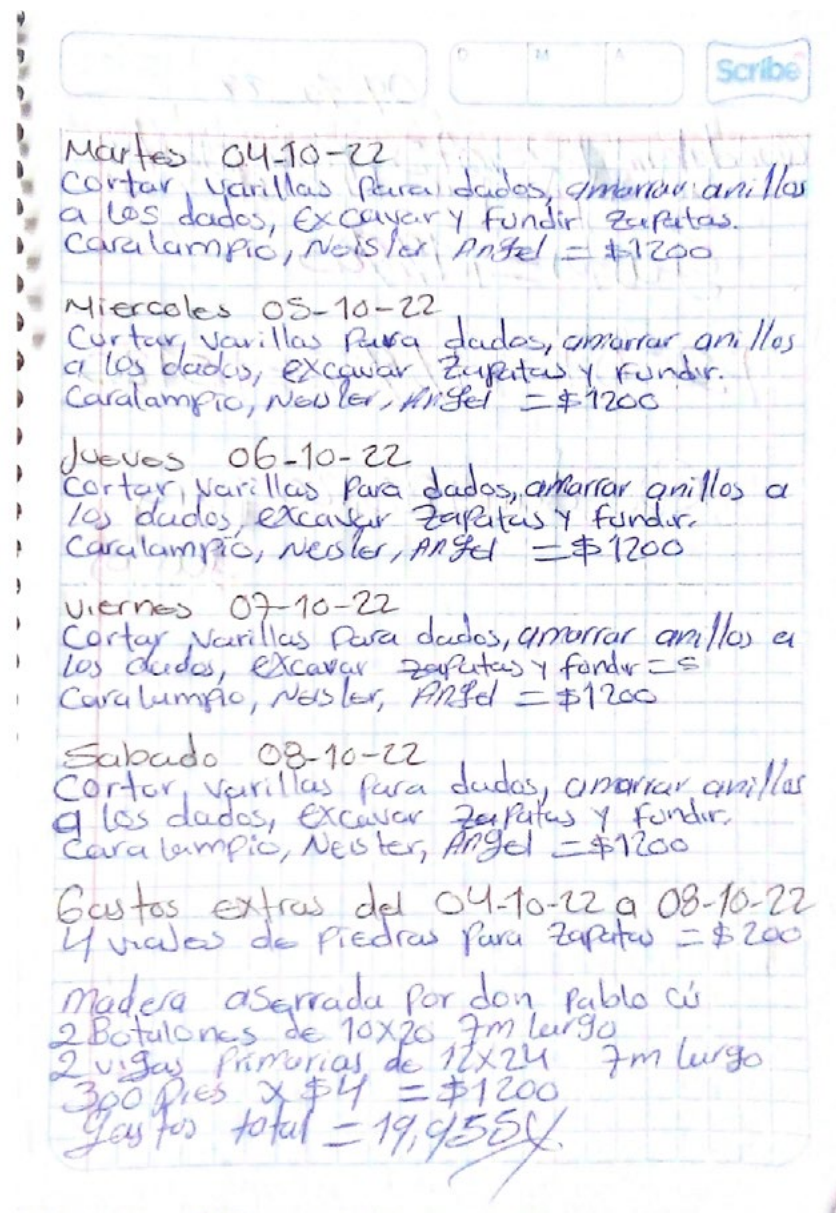 D M A
Scribe
Martes 04-10-22
Cortar varillas para dados, amarrar anillos
a los dados, excavar y fundir zapatas.
Caralampio, Neisler, Angel = $1200
Miercoles 05-10-22
Cortar varillas para dados, amarrar anillos
a los dados, excavar zapatas y fundir.
Caralampio, Neisler, Angel = $1200
Jueves 06-10-22
Cortar varillas para dados, amarrar anillos a
los dados, excavar zapatas y fundir.
Caralampio, Neisler, Angel = $1200
Viernes 07-10-22
Cortar varillas para dados, amarrar anillos a
los dados, excavar zapatas y fundir =
Caralampio, Neisler, Angel = $1200
Sabado 08-10-22
Cortar varillas para dados, amarrar anillos
a los dados, excavar zapatas y fundir.
Caralampio, Neisler, Angel = $1200
Gastos extras del 04-10-22 a 08-10-22
4 viajes de piedras para zapatas = $200
Madera aserrada por don Pablo Cú
2 Botalones de 10x20 7m largo
2 vigas primarias de 12x24 7m largo
300 pies x $4 = $1200
Gastos total =